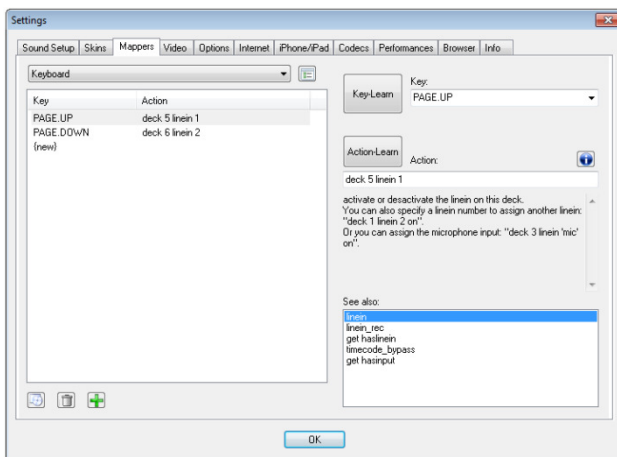 Settings
Sound Setup Skins Mappers Video Options Internet iPhone/iPad Codecs Performances Browser Info
Keyboard
Key Action
PAGE.UP deck 5 linein 1
PAGE.DOWN deck 6 linein 2
(new)
Key-Learn
Key:
PAGE.UP
Action-Learn
Action:
deck 5 linein 1
activate or desactivate the linein on this deck.
You can also specify a linein number to assign another linein:
"deck 1 linein 2 on".
Or you can assign the microphone input: "deck 3 linein 'mic'
on".
See also:
linein
linein_rec
get haslinein
timecode_bypass
get hasinput
OK